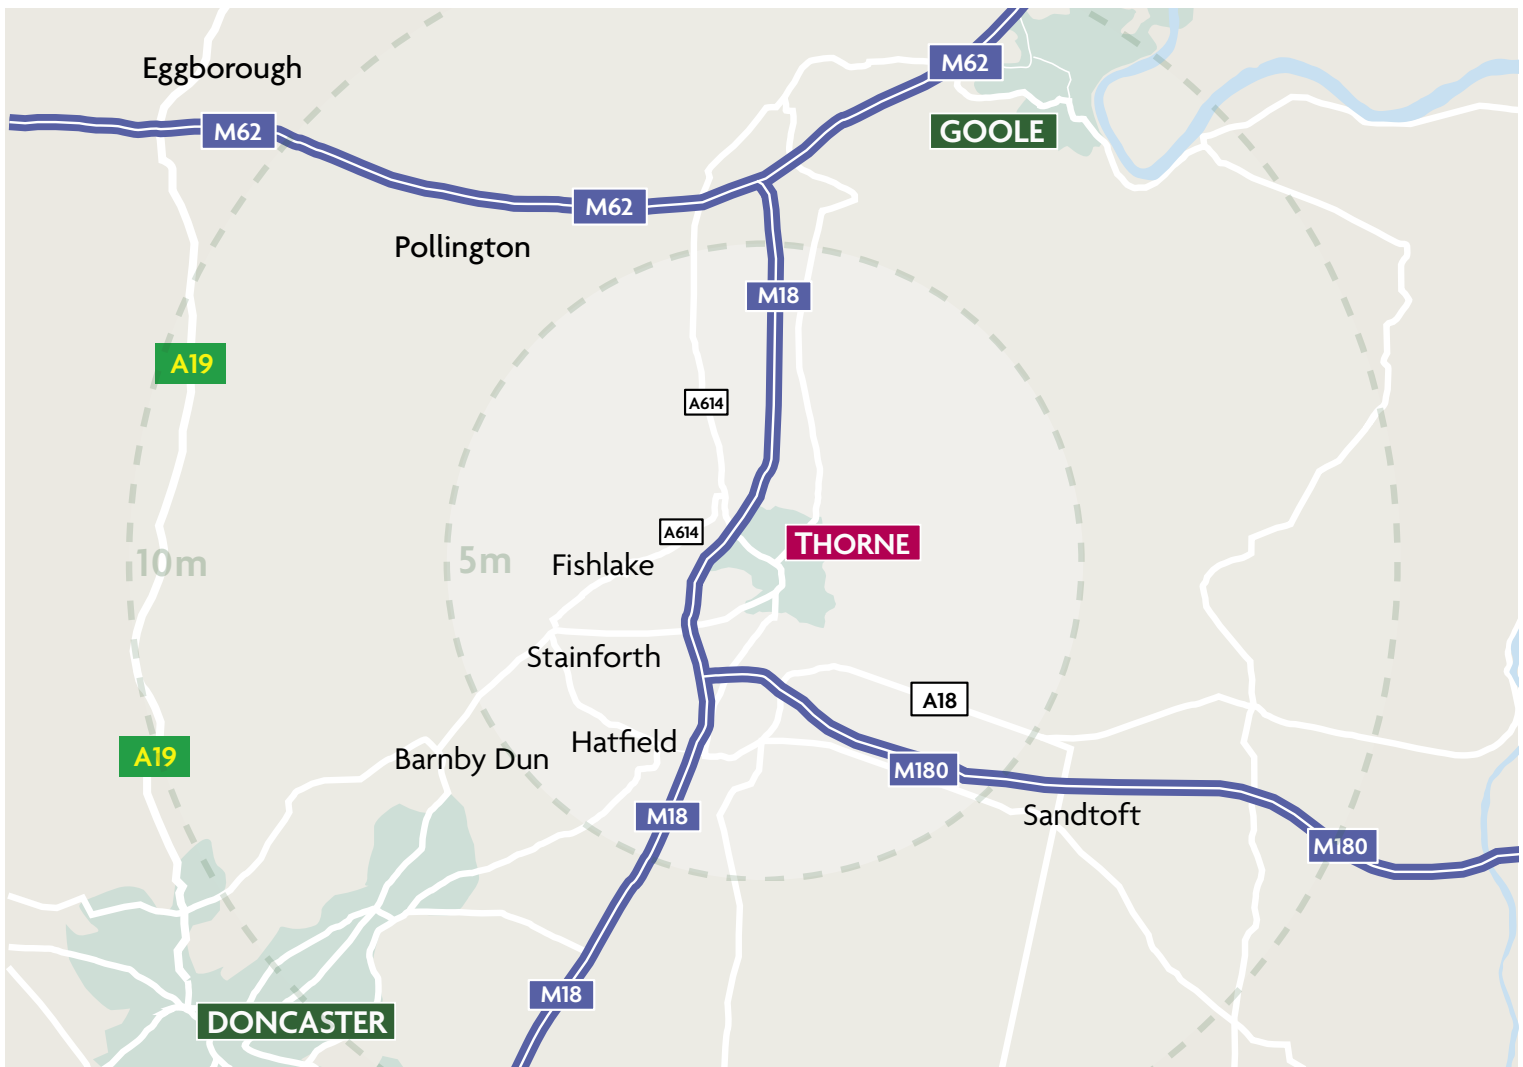 Eggborough
M62
M62
GOOLE
M62
Pollington
M18
A19
A614
A614
THORNE
10m
5m
Fishlake
Stainforth
A18
Hatfield
A19
Barnby Dun
M180
M18
Sandtoft
M180
M18
DONCASTER